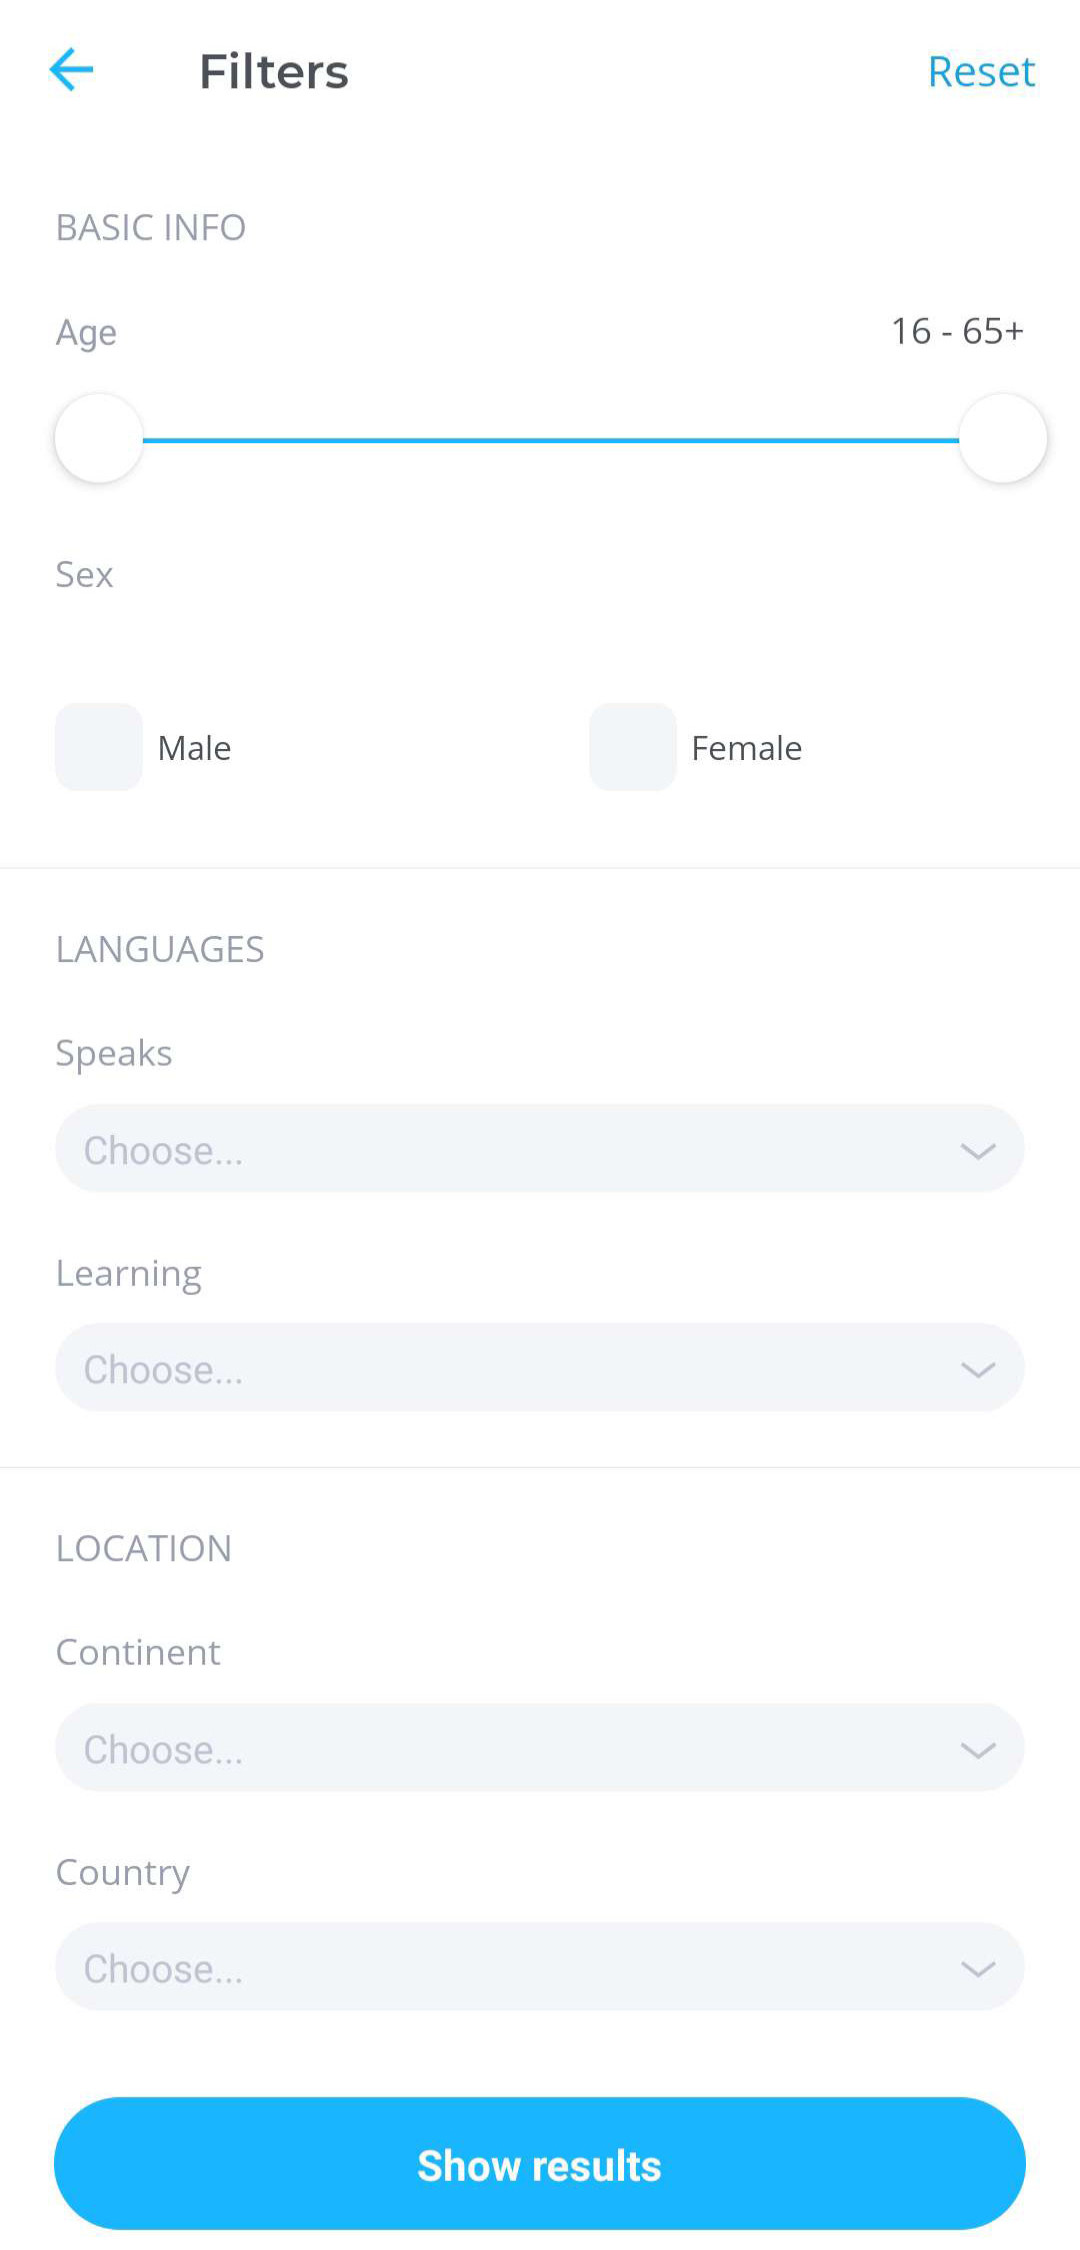 Filters
Reset
BASIC INFO
Age
16 - 65+
Sex
Male
Female
LANGUAGES
Speaks
Choose...
Learning
Choose...
LOCATION
Continent
Choose...
Country
Choose...
Show results